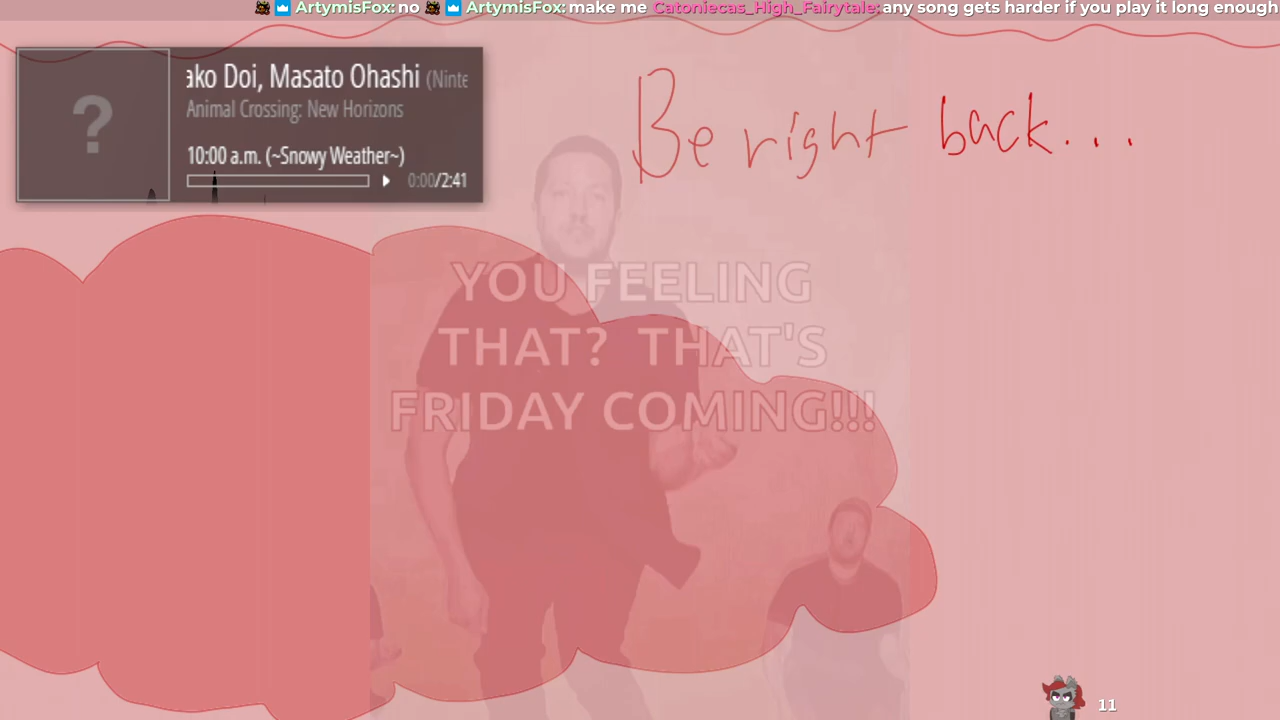 ArtymisFox: no ArtymisFox: make me Catoniecas_High_Fairytale: any song gets harder if you play it long enough
ako Doi, Masato Ohashi (Ninte
Animal Crossing: New Horizons
10:00 a.m. (~Snowy Weather~)
0:00/2:41
?
Be right back...
YOU FEELING
THAT? THAT'S
FRIDAY COMING!!!
11